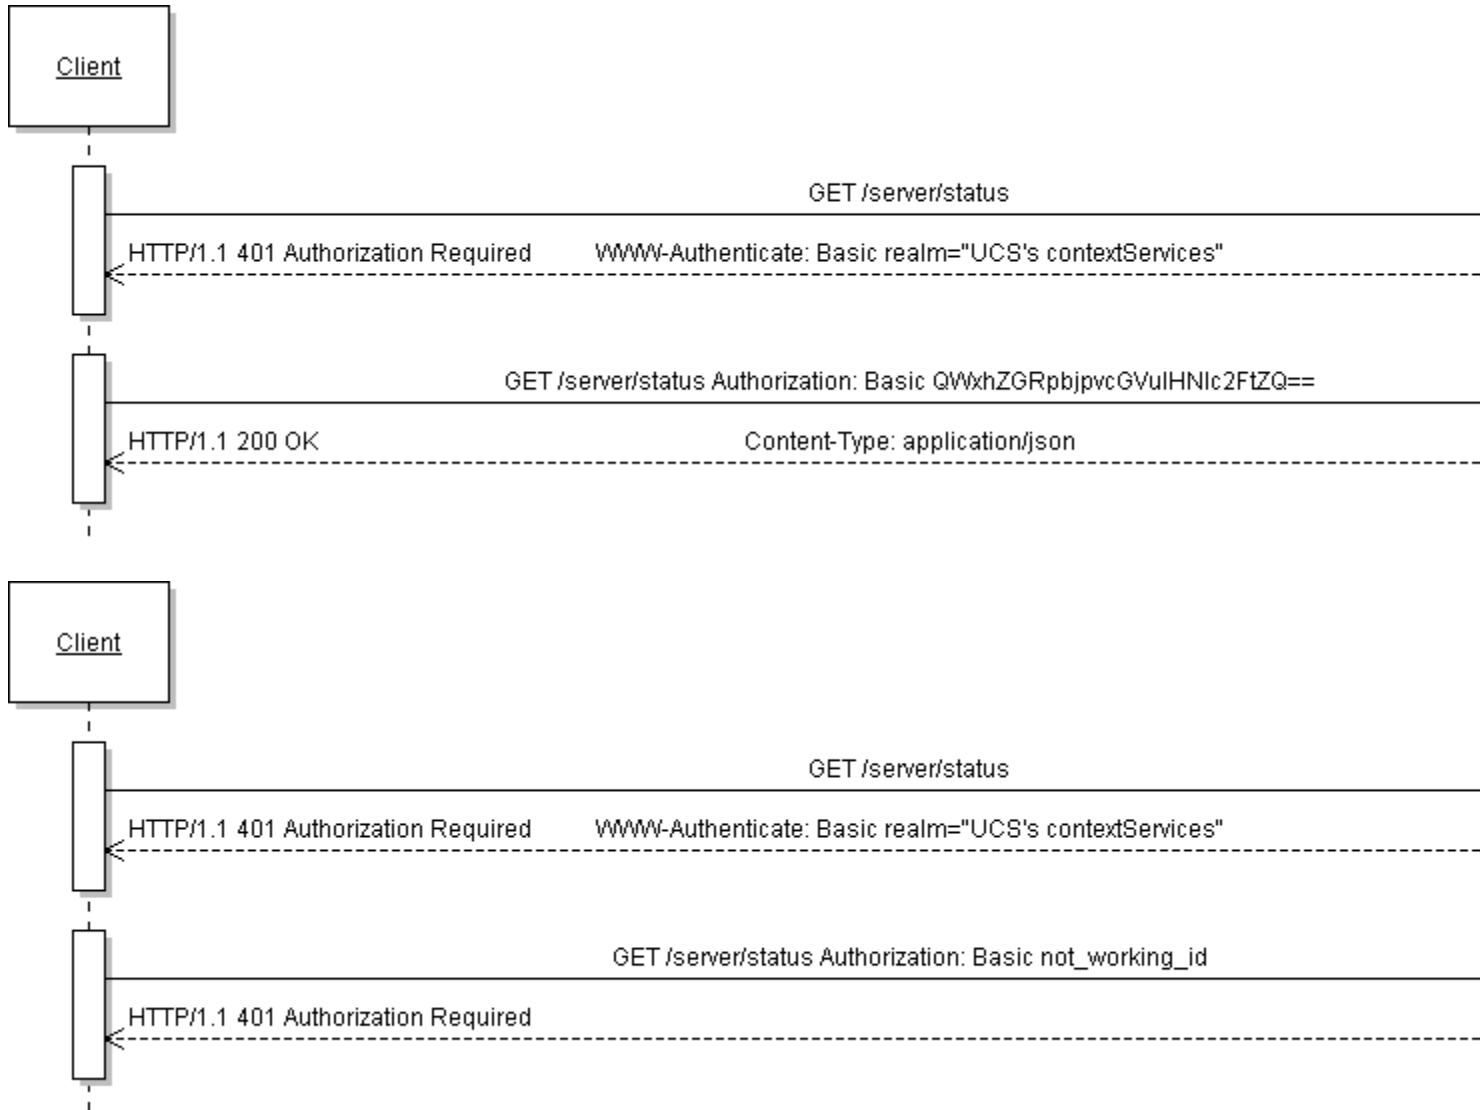 Client
GET /server/status
HTTP/1.1 401 Authorization Required WWW-Authenticate: Basic realm="UCS's contextServices"
GET /server/status Authorization: Basic QWxhZGRpbjpvcGVuIHNlc2FtZQ==
HTTP/1.1 200 OK Content-Type: application/json
Client
GET /server/status
HTTP/1.1 401 Authorization Required WWW-Authenticate: Basic realm="UCS's contextServices"
GET /server/status Authorization: Basic not_working_id
HTTP/1.1 401 Authorization Required